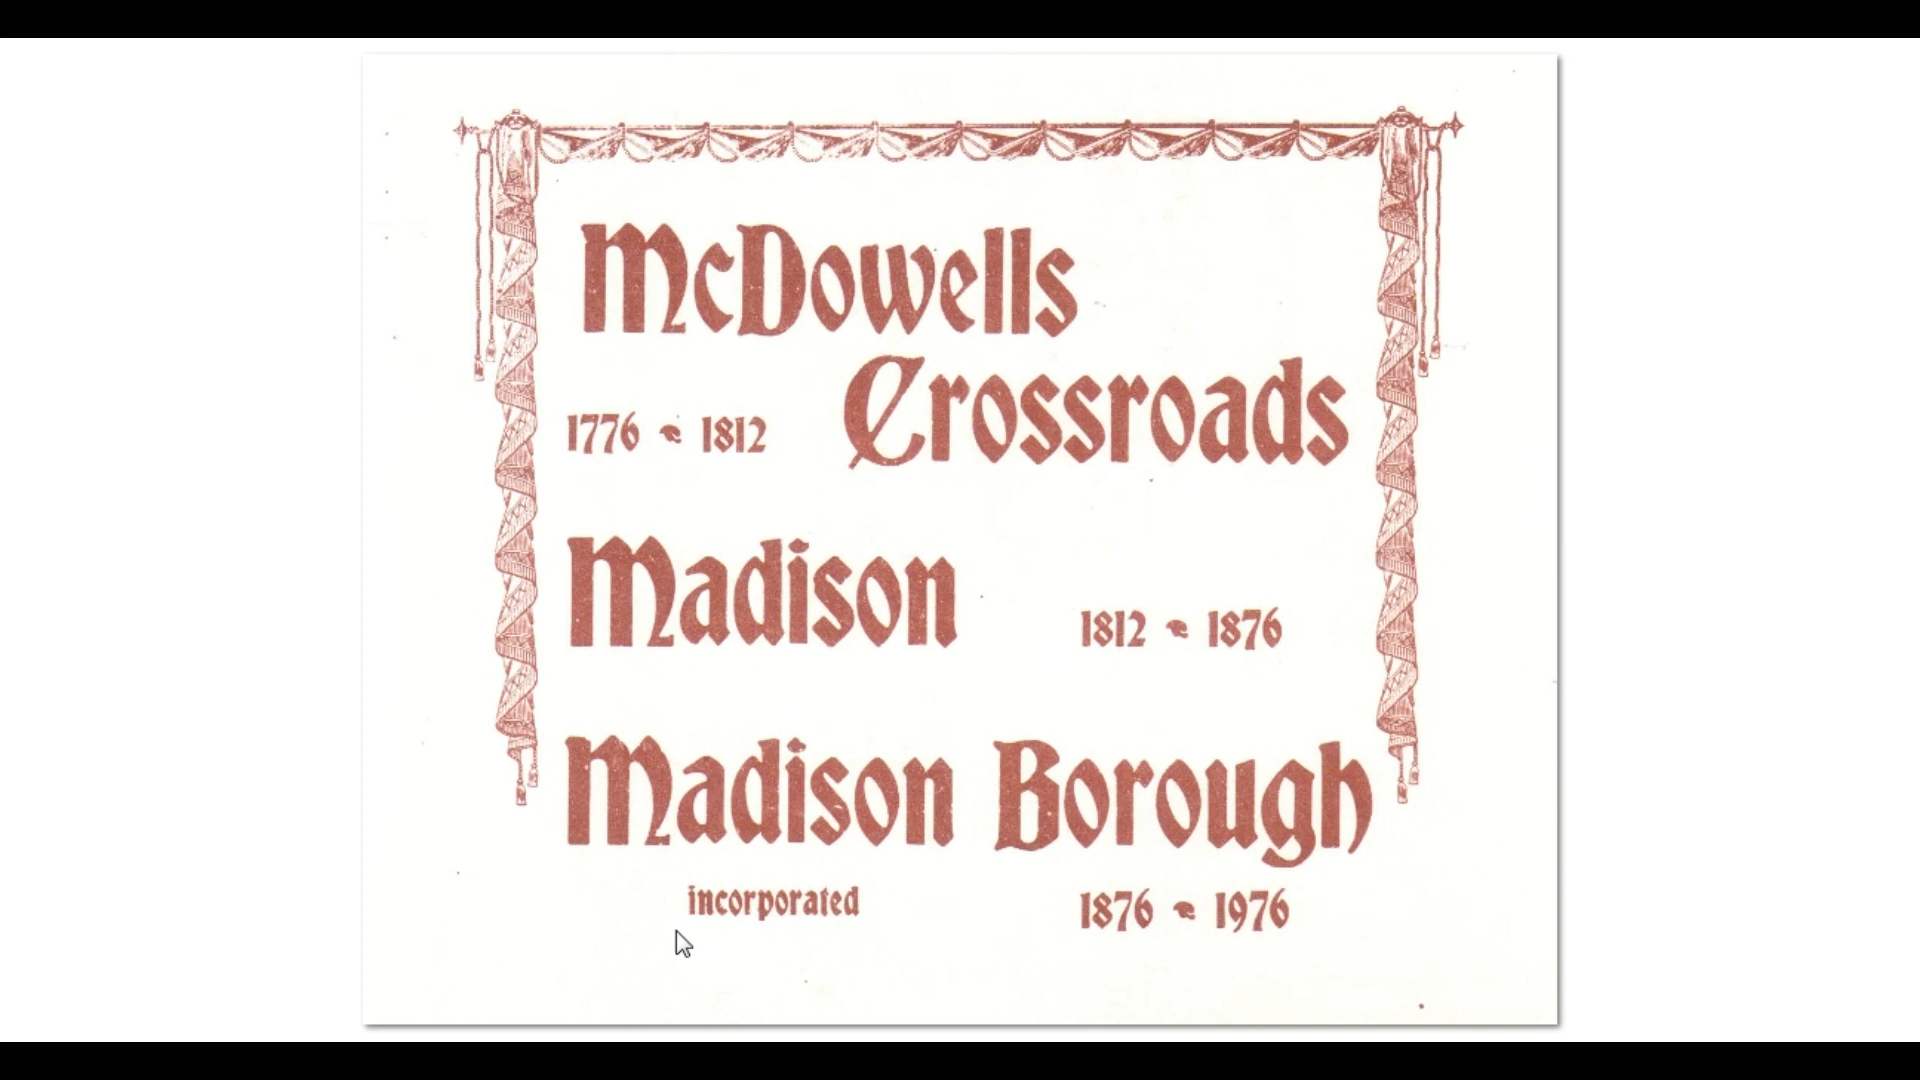 McDowells
Crossroads
1776 - 1812
Madison
1812 - 1876
Madison Borough
incorporated
1876 - 1976